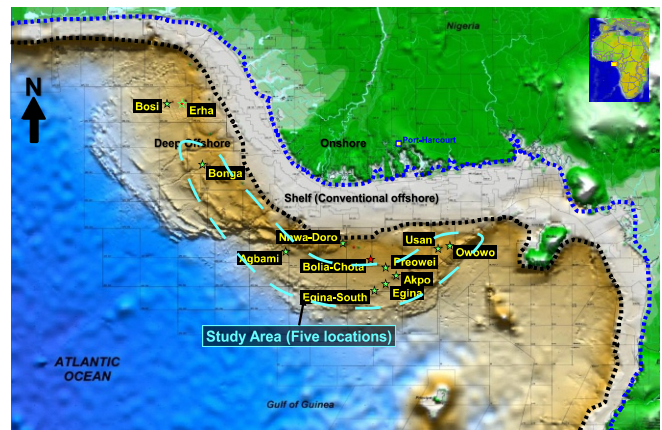 Nigeria
N
Bosi
Erha
Deep offshore
Onshore
Port-Harcourt
Bonga
Shelf (Conventional offshore)
Nnwa-Doro
Usan
Owowo
Agbami
Bolia-Chota
Preowei
Akpo
Egina-South
Egina
Study Area (Five locations)
ATLANTIC
OCEAN
Gulf of Guinea